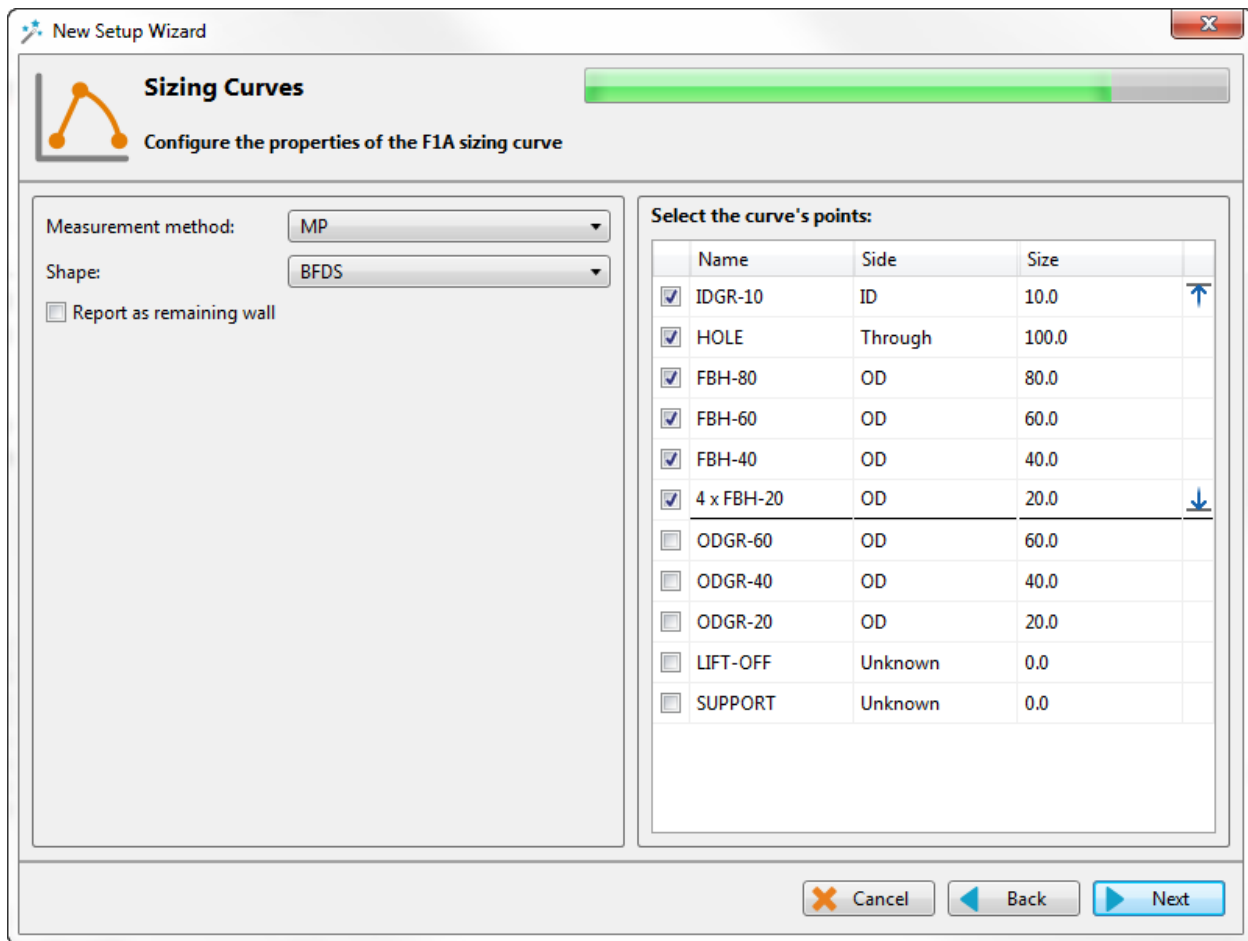 New Setup Wizard
Sizing Curves
Configure the properties of the F1A sizing curve
Measurement method: MP
Shape: BFDS
Report as remaining wall
Select the curve's points:
Name Side Size
IDGR-10 ID 10.0
HOLE Through 100.0
FBH-80 OD 80.0
FBH-60 OD 60.0
FBH-40 OD 40.0
4 x FBH-20 OD 20.0
ODGR-60 OD 60.0
ODGR-40 OD 40.0
ODGR-20 OD 20.0
LIFT-OFF Unknown 0.0
SUPPORT Unknown 0.0
Cancel Back Next